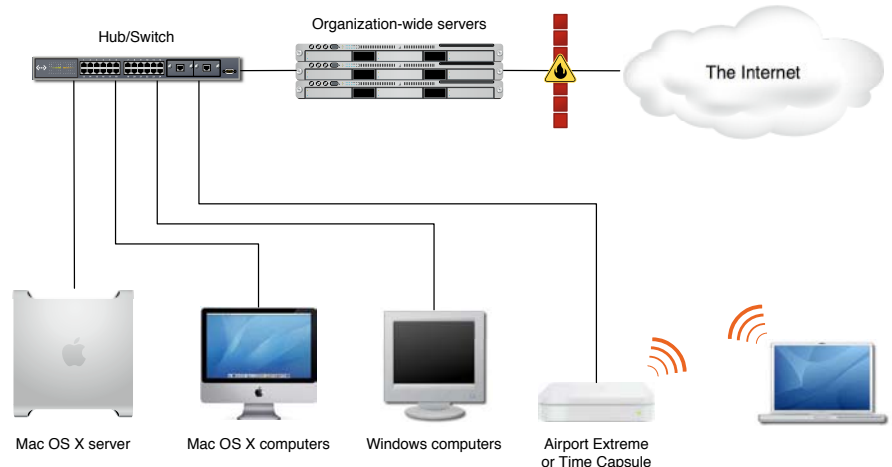 Hub/Switch
Organization-wide servers
The Internet
Mac OS X server
Mac OS X computers
Windows computers
Airport Extreme
or Time Capsule